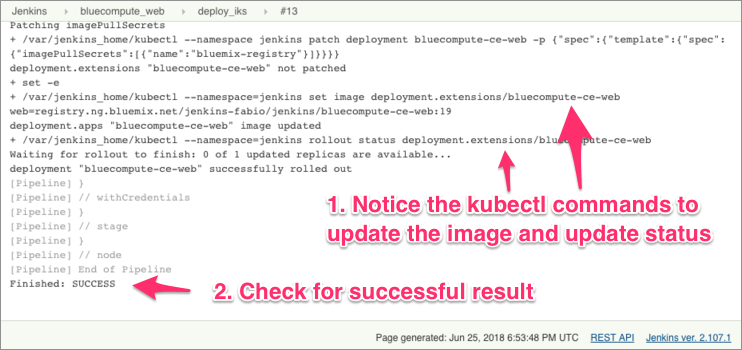 Jenkins › bluecompute_web › deploy_iks › #13
Patching imagePullSecrets
+ /var/jenkins_home/kubectl --namespace jenkins patch deployment bluecompute-ce-web -p {"spec":{"template":{"spec":
{"imagePullSecrets":[{"name":"bluemix-registry"}]}}}}
deployment.extensions "bluecompute-ce-web" not patched
+ set -e
+ /var/jenkins_home/kubectl --namespace=jenkins set image deployment.extensions/bluecompute-ce-web
web=registry.ng.bluemix.net/jenkins-fabio/jenkins/bluecompute-ce-web:19
deployment.apps "bluecompute-ce-web" image updated
+ /var/jenkins_home/kubectl --namespace=jenkins rollout status deployment.extensions/bluecompute-ce-web
Waiting for rollout to finish: 0 of 1 updated replicas are available...
deployment "bluecompute-ce-web" successfully rolled out
[Pipeline] }
[Pipeline] // withCredentials
[Pipeline] }
[Pipeline] // stage
[Pipeline] }
[Pipeline] // node
[Pipeline] End of Pipeline
Finished: SUCCESS
1. Notice the kubectl commands to
update the image and update status
2. Check for successful result
Page generated: Jun 25, 2018 6:53:48 PM UTC REST API Jenkins ver. 2.107.1